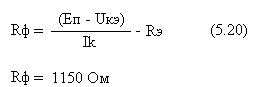 Rф = (Eп - Uкэ) / Ik - Rэ (5.20)
Rф = 1150 Ом